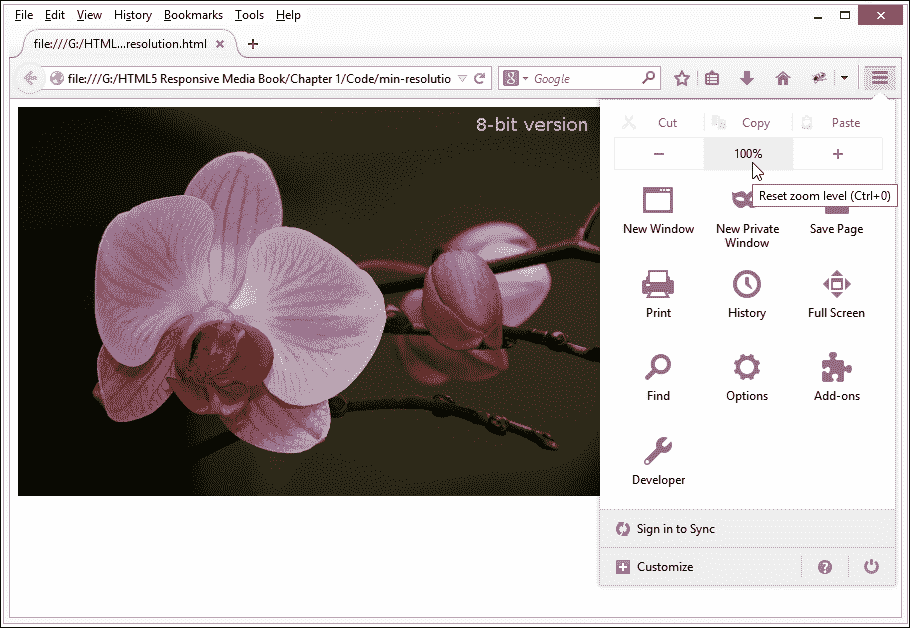 File Edit View History Bookmarks Tools Help
file:///G:/HTML...resolution.html
file:///G:/HTML5 Responsive Media Book/Chapter 1/Code/min-resolutio
Google
8-bit version
Cut Copy Paste
− 100% +
Reset zoom level (Ctrl+0)
New Window New Private Window Save Page
Print History Full Screen
Find Options Add-ons
Developer
Sign in to Sync
Customize